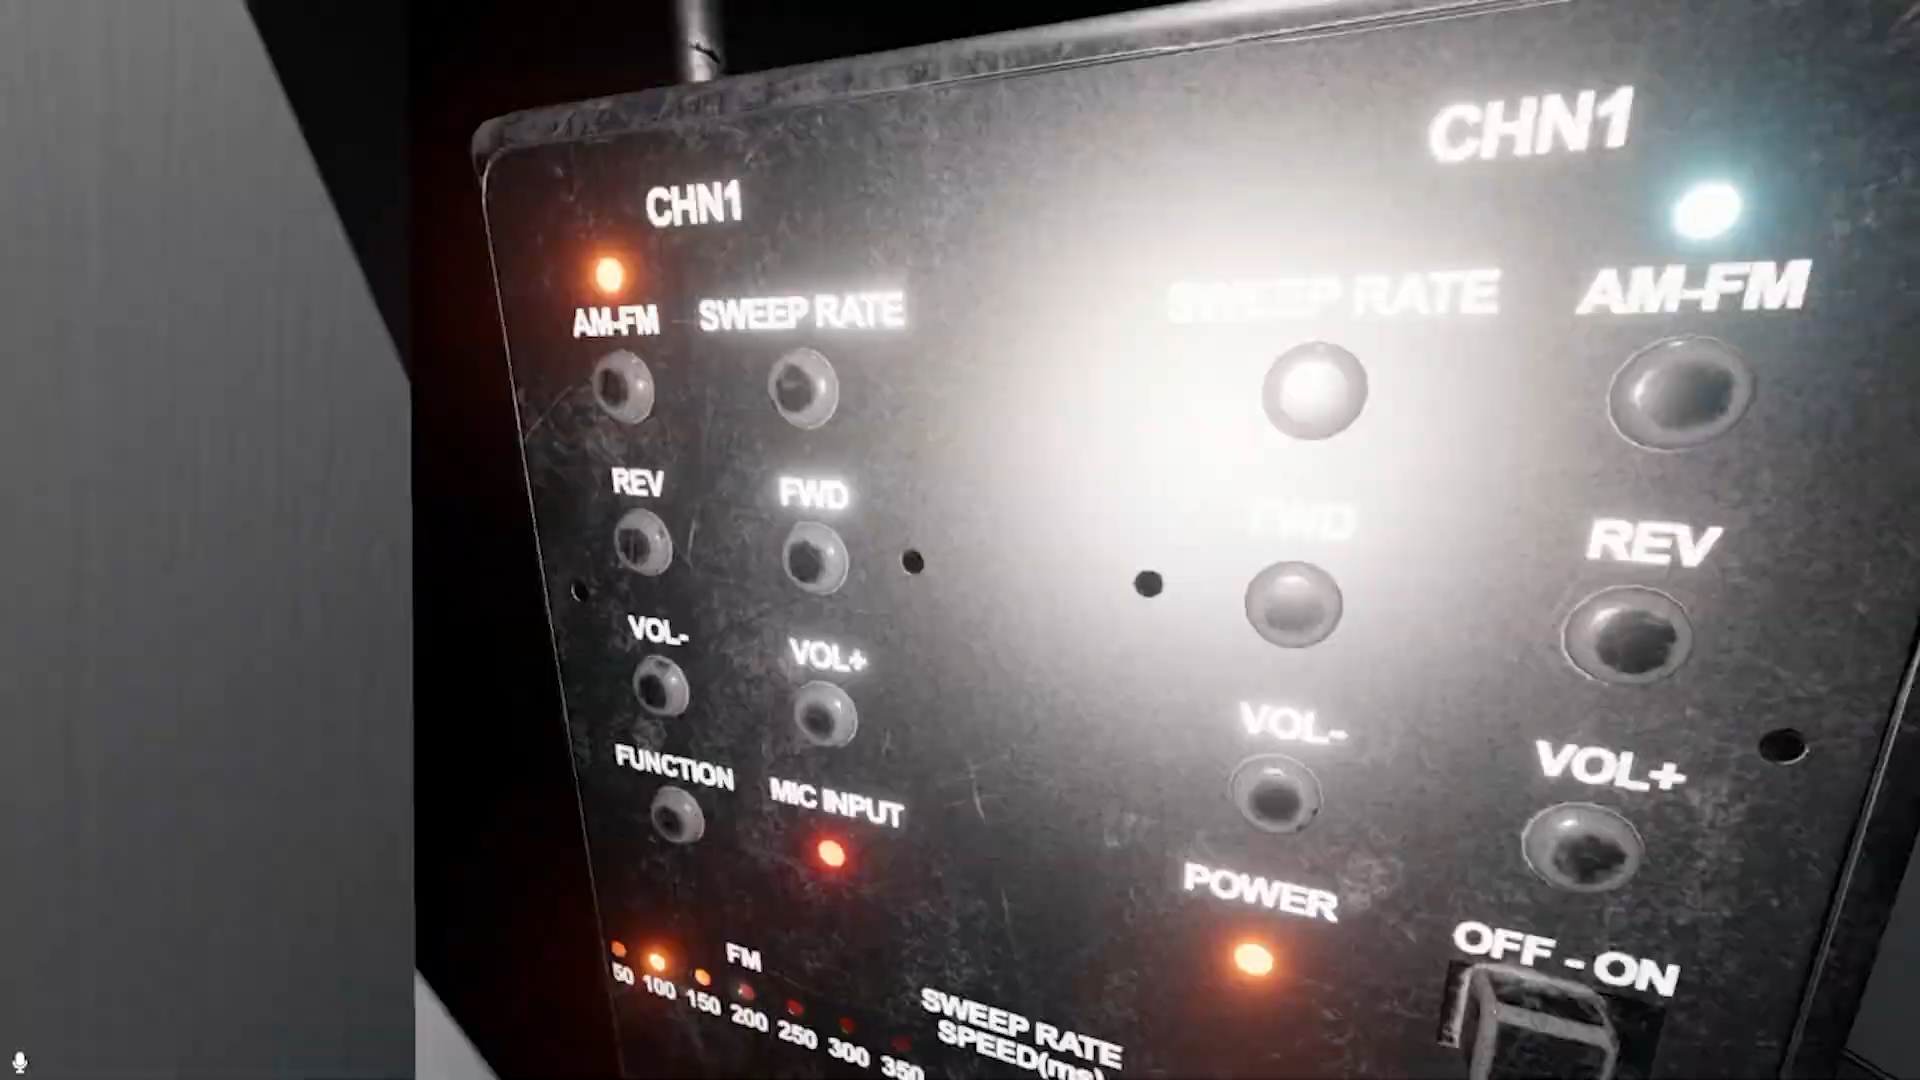 CHN1
AM-FM SWEEP RATE
REV FWD
VOL- VOL+
FUNCTION MIC INPUT
FM
50 100 150 200 250 300 350
SWEEP RATE
SPEED(ms)
CHN1
SWEEP RATE AM-FM
FWD REV
VOL- VOL+
POWER
OFF - ON